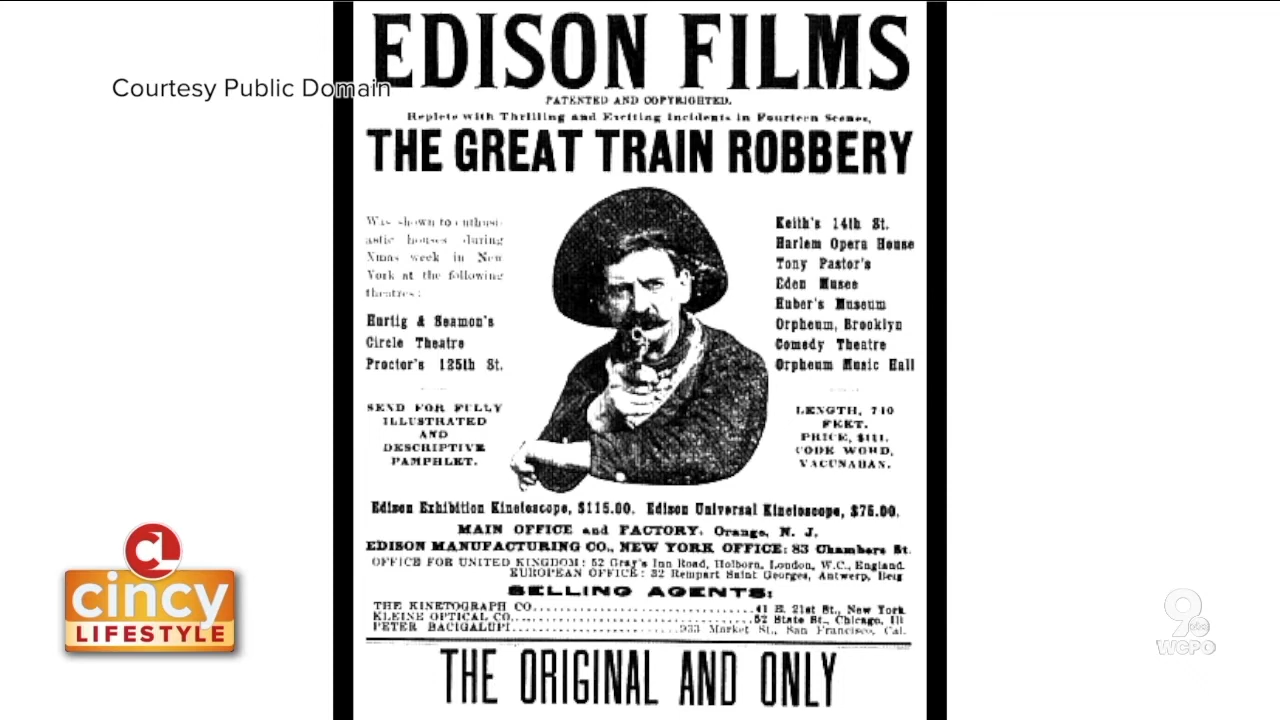 Courtesy Public Domain
EDISON FILMS
PATENTED AND COPYRIGHTED.
Replete with Thrilling and Exciting Incidents in Fourteen Scenes,
THE GREAT TRAIN ROBBERY
Was shown to enthusi-
astic houses during
Xmas week in New
York at the following
theatres:
Hurtig & Seamon's
Circle Theatre
Proctor's 125th St.
Keith's 14th St.
Harlem Opera House
Tony Pastor's
Eden Musee
Huber's Museum
Orpheum, Brooklyn
Comedy Theatre
Orpheum Music Hall
SEND FOR FULLY
ILLUSTRATED
AND
DESCRIPTIVE
PAMPHLET.
LENGTH, 740
FEET.
PRICE, $111.
CODE WORD,
VACUNABAN.
Edison Exhibition Kinetoscope, $115.00. Edison Universal Kinetoscope, $75.00.
MAIN OFFICE and FACTORY, Orange, N. J.
EDISON MANUFACTURING CO., NEW YORK OFFICE: 83 Chambers St.
OFFICE FOR UNITED KINGDOM: 52 Gray's Inn Road, Holborn, London, W.C., England.
EUROPEAN OFFICE: 32 Rempart Saint Georges, Antwerp, Belg
SELLING AGENTS:
THE KINETOGRAPH CO. 41 E. 21st St., New York
KLEINE OPTICAL CO. 52 State St., Chicago, Ill
PETER BACIGALUPI 933 Market St., San Francisco, Cal.
THE ORIGINAL AND ONLY
CL
cincy
LIFESTYLE
9
abc
WCPO